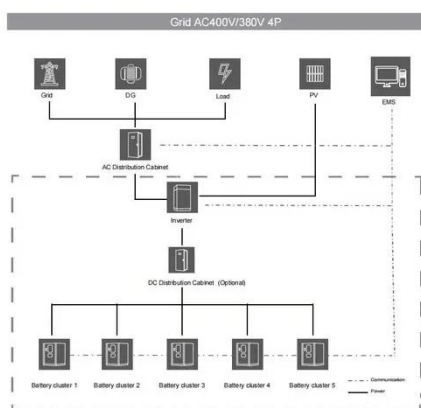 Grid AC400V/380V 4P
Grid
DG
Load
PV
EMS
AC Distribution Cabinet
Inverter
DC Distribution Cabinet (Optional)
Battery cluster 1
Battery cluster 2
Battery cluster 3
Battery cluster 4
Battery cluster 5
Communication
Power